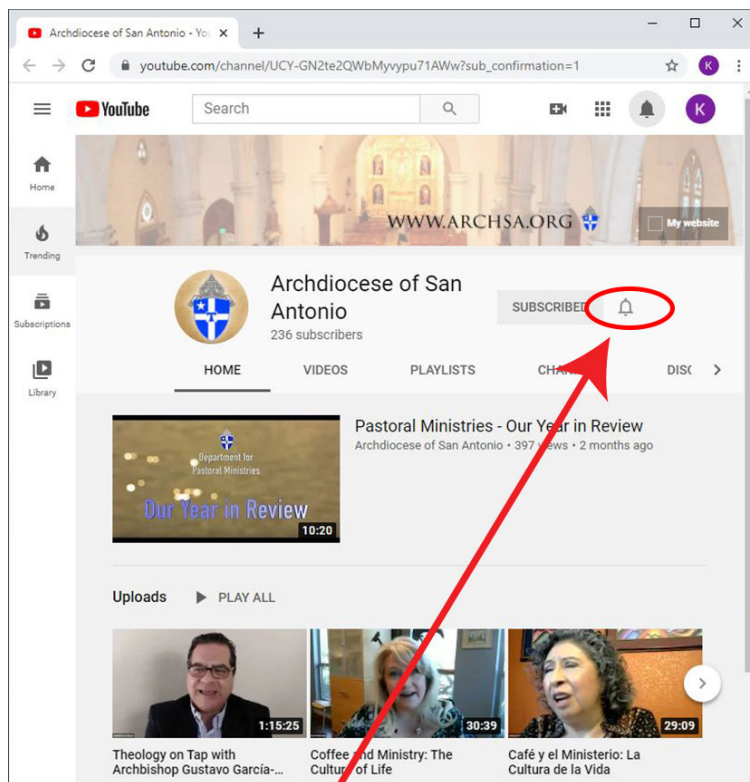 Archdiocese of San Antonio - Yo
youtube.com/channel/UCY-GN2te2QWbMyvypu71AWw?sub_confirmation=1
K
YouTube
Search
K
Home
Trending
Subscriptions
Library
WWW.ARCHSA.ORG
My website
Archdiocese of San
Antonio
236 subscribers
SUBSCRIBED
HOME VIDEOS PLAYLISTS DISC
Department for
Pastoral Ministries
Our Year in Review
10:20
Pastoral Ministries - Our Year in Review
Archdiocese of San Antonio • 397 views • 2 months ago
Uploads PLAY ALL
1:15:25
30:39
29:09
Theology on Tap with
Archbishop Gustavo García-...
Coffee and Ministry: The
Culture of Life
Café y el Ministerio: La
Cultura de la Vida